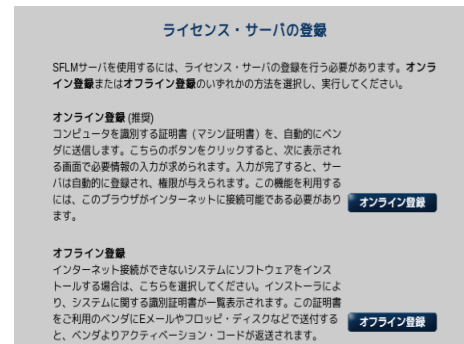 ライセンス・サーバの登録
SFLMサーバを使用するには、ライセンス・サーバの登録を行う必要があります。オンラ
イン登録またはオフライン登録のいずれかの方法を選択し、実行してください。
オンライン登録 (推奨)
コンピュータを識別する証明書（マシン証明書）を、自動的にベン
ダに送信します。こちらのボタンをクリックすると、次に表示され
る画面で必要情報の入力が求められます。入力が完了すると、サー
バは自動的に登録され、権限が与えられます。この機能を利用する
には、このブラウザがインターネットに接続可能である必要があり
ます。
オンライン登録
オフライン登録
インターネット接続ができないシステムにソフトウェアをインス
トールする場合は、こちらを選択してください。インストーラによ
り、システムに関する識別証明書が一覧表示されます。この証明書
をご利用のベンダにEメールやフロッピ・ディスクなどで送付する
と、ベンダよりアクティベーション・コードが返送されます。
オフライン登録